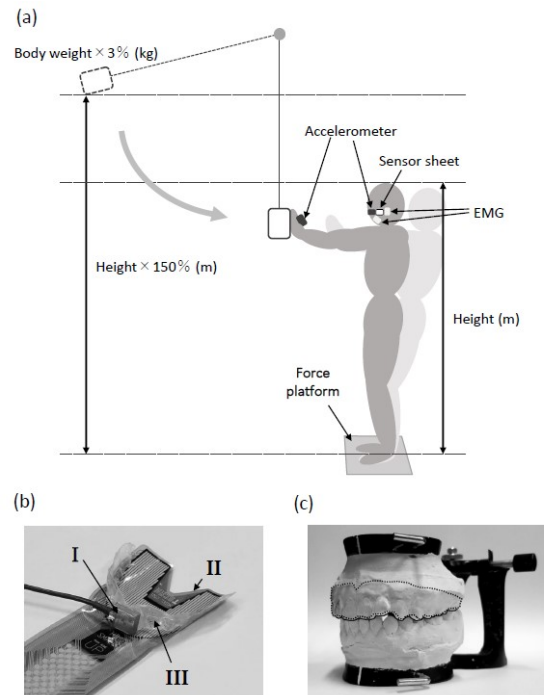 (a)
Body weight × 3% (kg)
Accelerometer
Sensor sheet
EMG
Height × 150% (m)
Height (m)
Force
platform
(b)
(c)
I
II
III